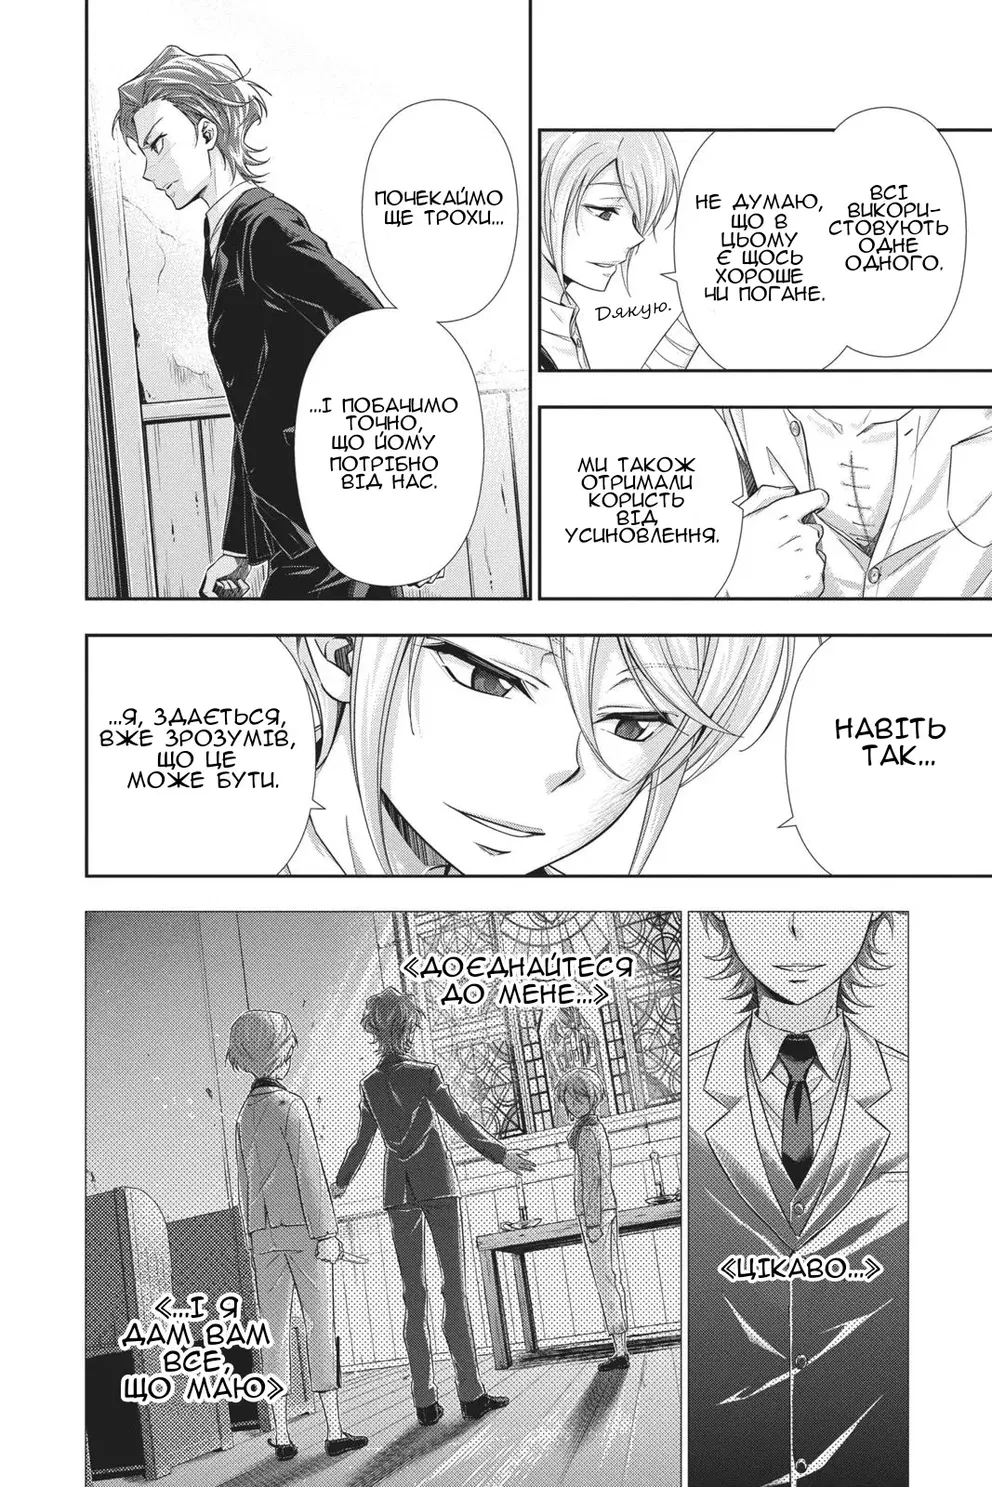 ВСІ
ВИКОРИ-
СТОВУЮТЬ
ОДНЕ
ОДНОГО.
НЕ ДУМАЮ,
ЩО В
ЦЬОМУ
Є ЩОСЬ
ХОРОШЕ
ЧИ ПОГАНЕ.
Дякую.
МИ ТАКОЖ
ОТРИМАЛИ
КОРИСТЬ
ВІД
УСИНОВЛЕННЯ.
ПОЧЕКАЙМО
ЩЕ ТРОХИ...
...І ПОБАЧИМО
ТОЧНО,
ЩО ЙОМУ
ПОТРІБНО
ВІД НАС.
НАВІТЬ
ТАК...
...Я, ЗДАЄТЬСЯ,
ВЖЕ ЗРОЗУМІВ,
ЩО ЦЕ
МОЖЕ БУТИ.
«ЦІКАВО...»
«ДОЄДНАЙТЕСЯ
ДО МЕНЕ...»
«...І Я
ДАМ ВАМ
ВСЕ,
ЩО МАЮ»